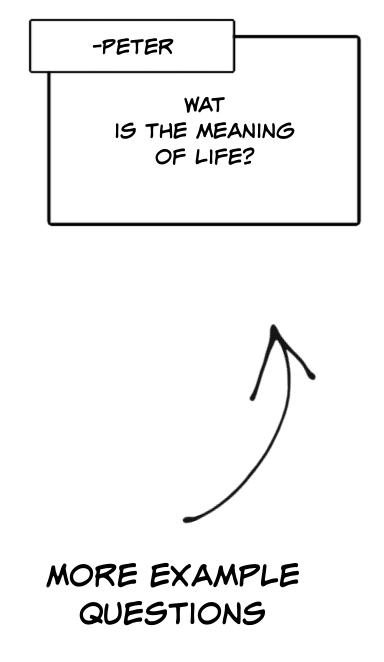 -PETER
WAT
IS THE MEANING
OF LIFE?
MORE EXAMPLE
QUESTIONS